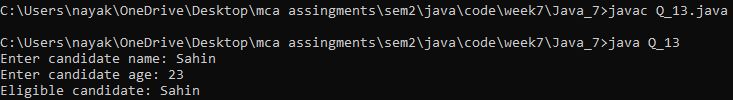 C:\Users\nayak\OneDrive\Desktop\mca assingments\sem2\java\code\week7\Java_7>javac Q_13.java
C:\Users\nayak\OneDrive\Desktop\mca assingments\sem2\java\code\week7\Java_7>java Q_13
Enter candidate name: Sahin
Enter candidate age: 23
Eligible candidate: Sahin